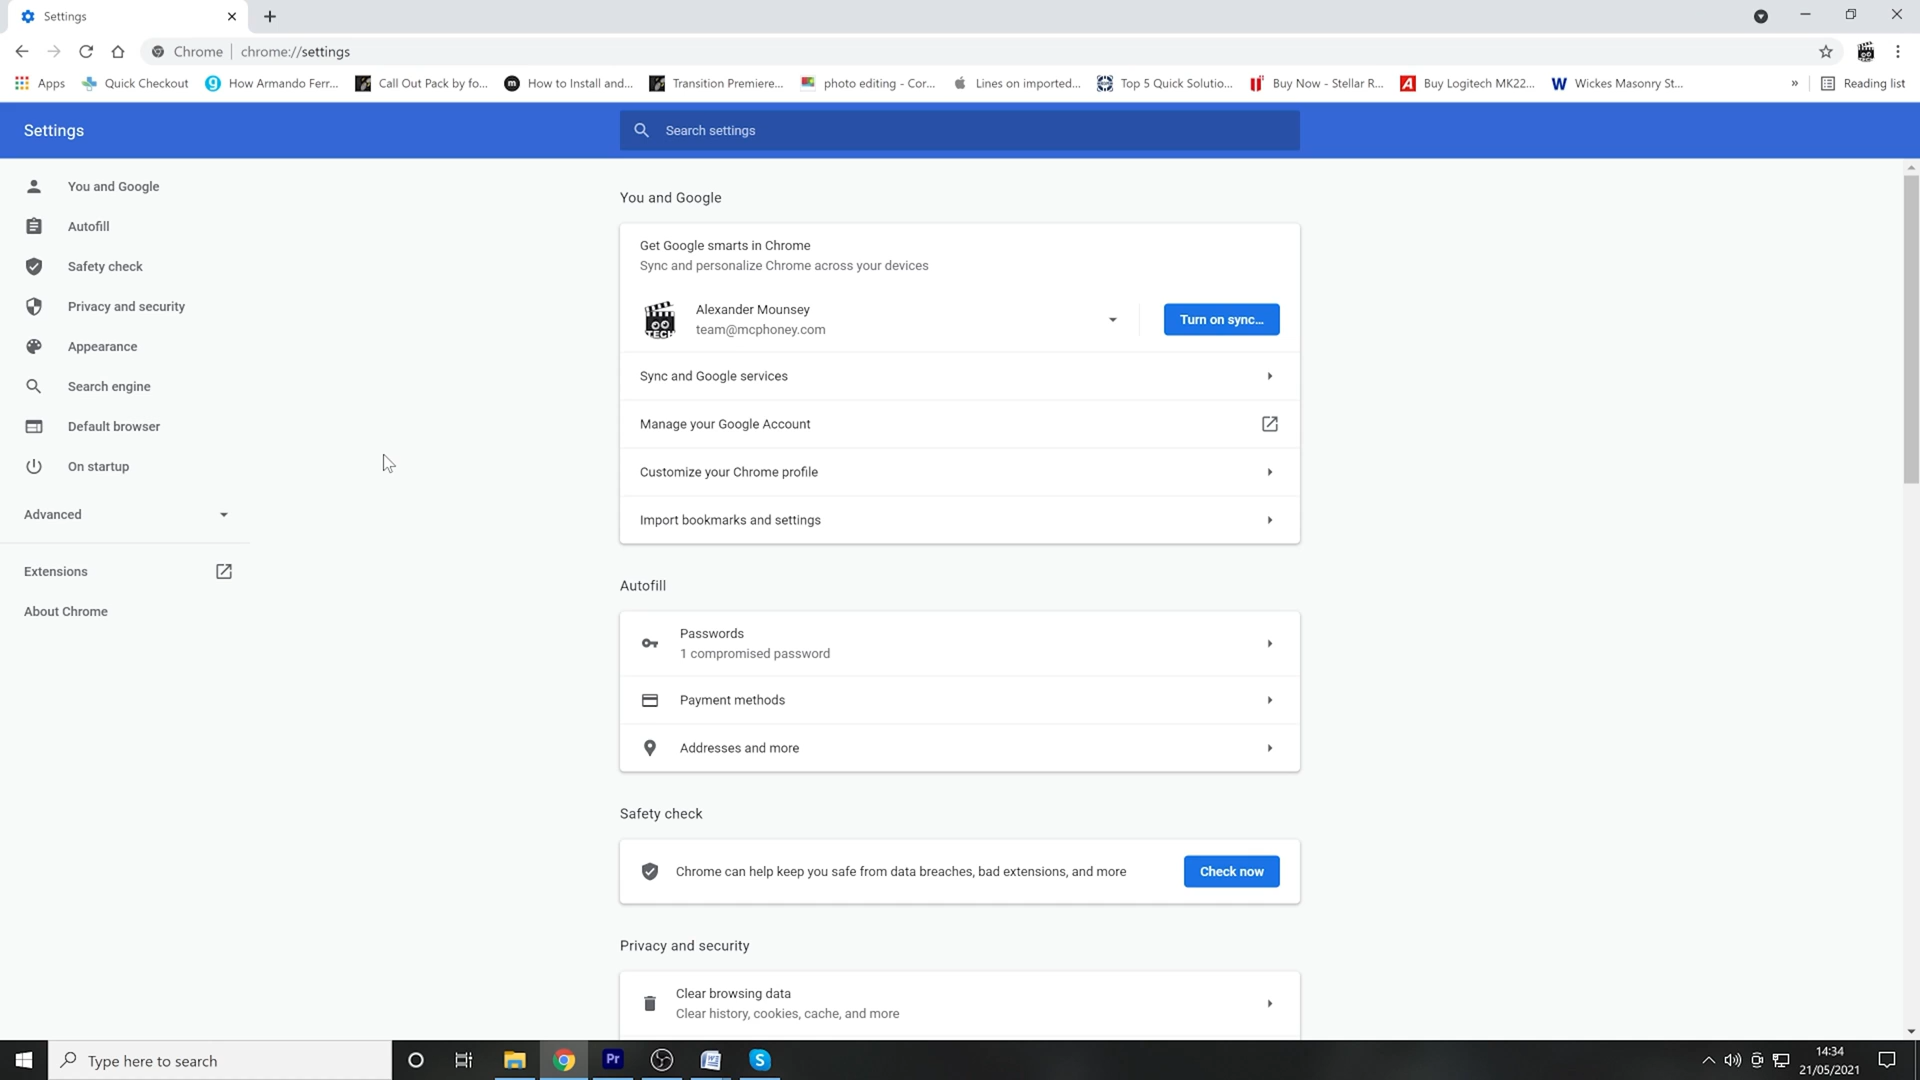 Settings
Chrome
chrome://settings
Apps
Quick Checkout
How Armando Ferr...
Call Out Pack by fo...
How to Install and...
Transition Premiere...
photo editing - Cor...
Lines on imported...
Top 5 Quick Solutio...
Buy Now - Stellar R...
Buy Logitech MK22...
Wickes Masonry St...
»
Reading list
Settings
Search settings
You and Google
Autofill
Safety check
Privacy and security
Appearance
Search engine
Default browser
On startup
Advanced
Extensions
About Chrome
You and Google
Get Google smarts in Chrome
Sync and personalize Chrome across your devices
TECH
Alexander Mounsey
team@mcphoney.com
Turn on sync...
Sync and Google services
Manage your Google Account
Customize your Chrome profile
Import bookmarks and settings
Autofill
Passwords
1 compromised password
Payment methods
Addresses and more
Safety check
Chrome can help keep you safe from data breaches, bad extensions, and more
Check now
Privacy and security
Clear browsing data
Clear history, cookies, cache, and more
Type here to search
Pr
14:34
21/05/2021